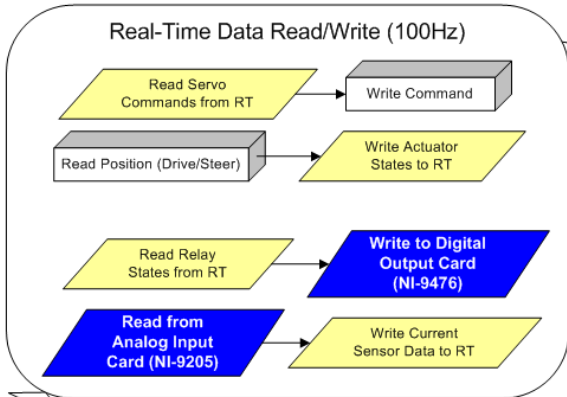 Real-Time Data Read/Write (100Hz)
Read Servo
Commands from RT
Write Command
Read Position (Drive/Steer)
Write Actuator
States to RT
Read Relay
States from RT
Write to Digital
Output Card
(NI-9476)
Read from
Analog Input
Card (NI-9205)
Write Current
Sensor Data to RT